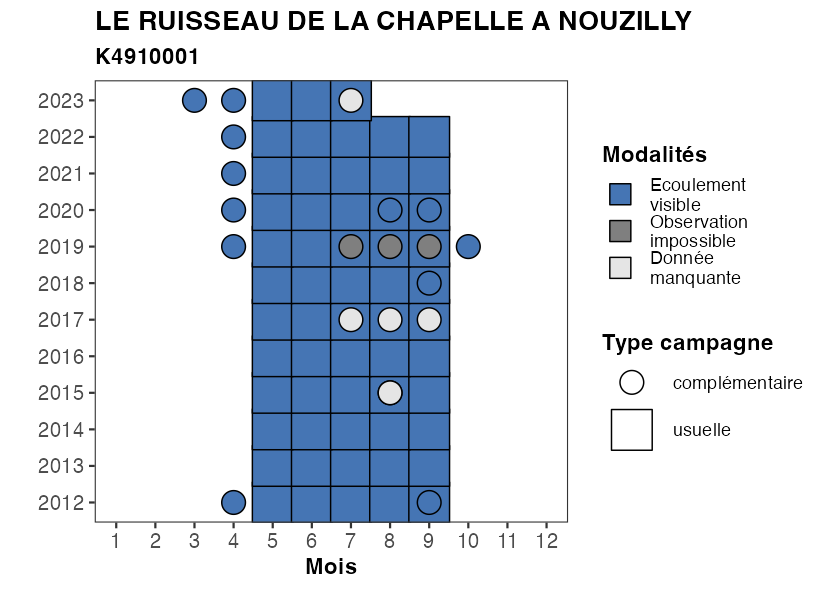 LE RUISSEAU DE LA CHAPELLE A NOUZILLY
K4910001
2023
2022
2021
2020
2019
2018
2017
2016
2015
2014
2013
2012
1 2 3 4 5 6 7 8 9 10 11 12
Mois
Modalités
Ecoulement
visible
Observation
impossible
Donnée
manquante
Type campagne
complémentaire
usuelle